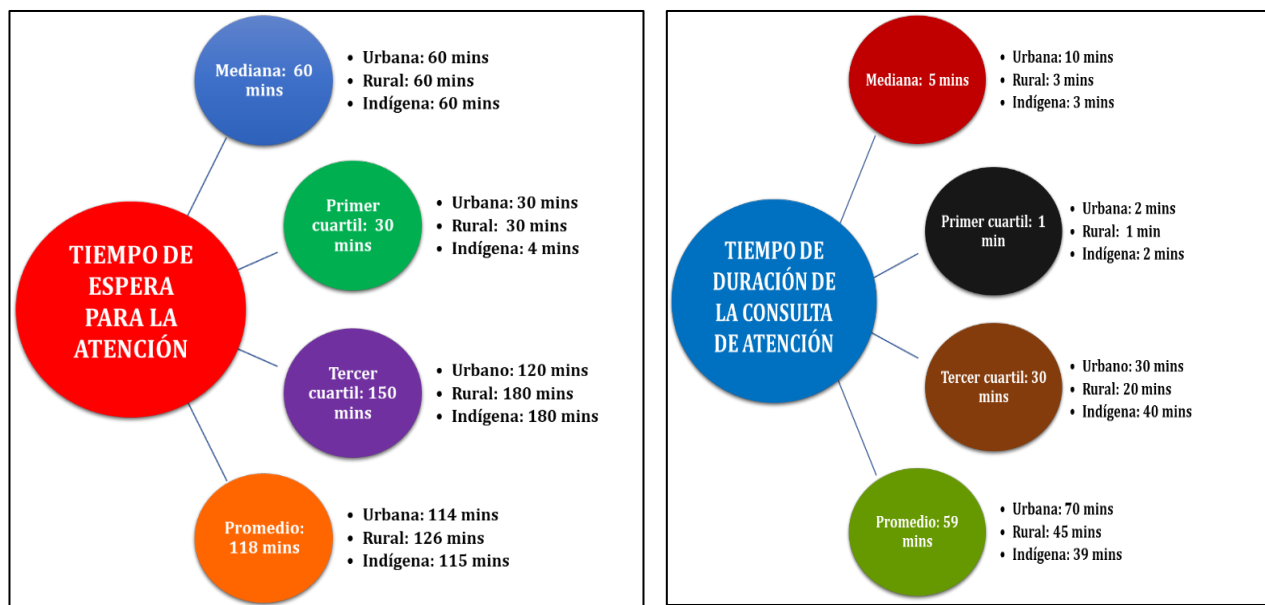 TIEMPO DE
ESPERA
PARA LA
ATENCIÓN
Mediana: 60
mins
• Urbana: 60 mins
• Rural: 60 mins
• Indígena: 60 mins
Primer
cuartil: 30
mins
• Urbana: 30 mins
• Rural: 30 mins
• Indígena: 4 mins
Tercer
cuartil: 150
mins
• Urbano: 120 mins
• Rural: 180 mins
• Indígena: 180 mins
Promedio:
118 mins
• Urbana: 114 mins
• Rural: 126 mins
• Indígena: 115 mins
TIEMPO DE
DURACIÓN DE
LA CONSULTA
DE ATENCIÓN
Mediana: 5 mins
• Urbana: 10 mins
• Rural: 3 mins
• Indígena: 3 mins
Primer cuartil: 1
min
• Urbana: 2 mins
• Rural: 1 min
• Indígena: 2 mins
Tercer cuartil: 30
mins
• Urbano: 30 mins
• Rural: 20 mins
• Indígena: 40 mins
Promedio: 59
mins
• Urbana: 70 mins
• Rural: 45 mins
• Indígena: 39 mins